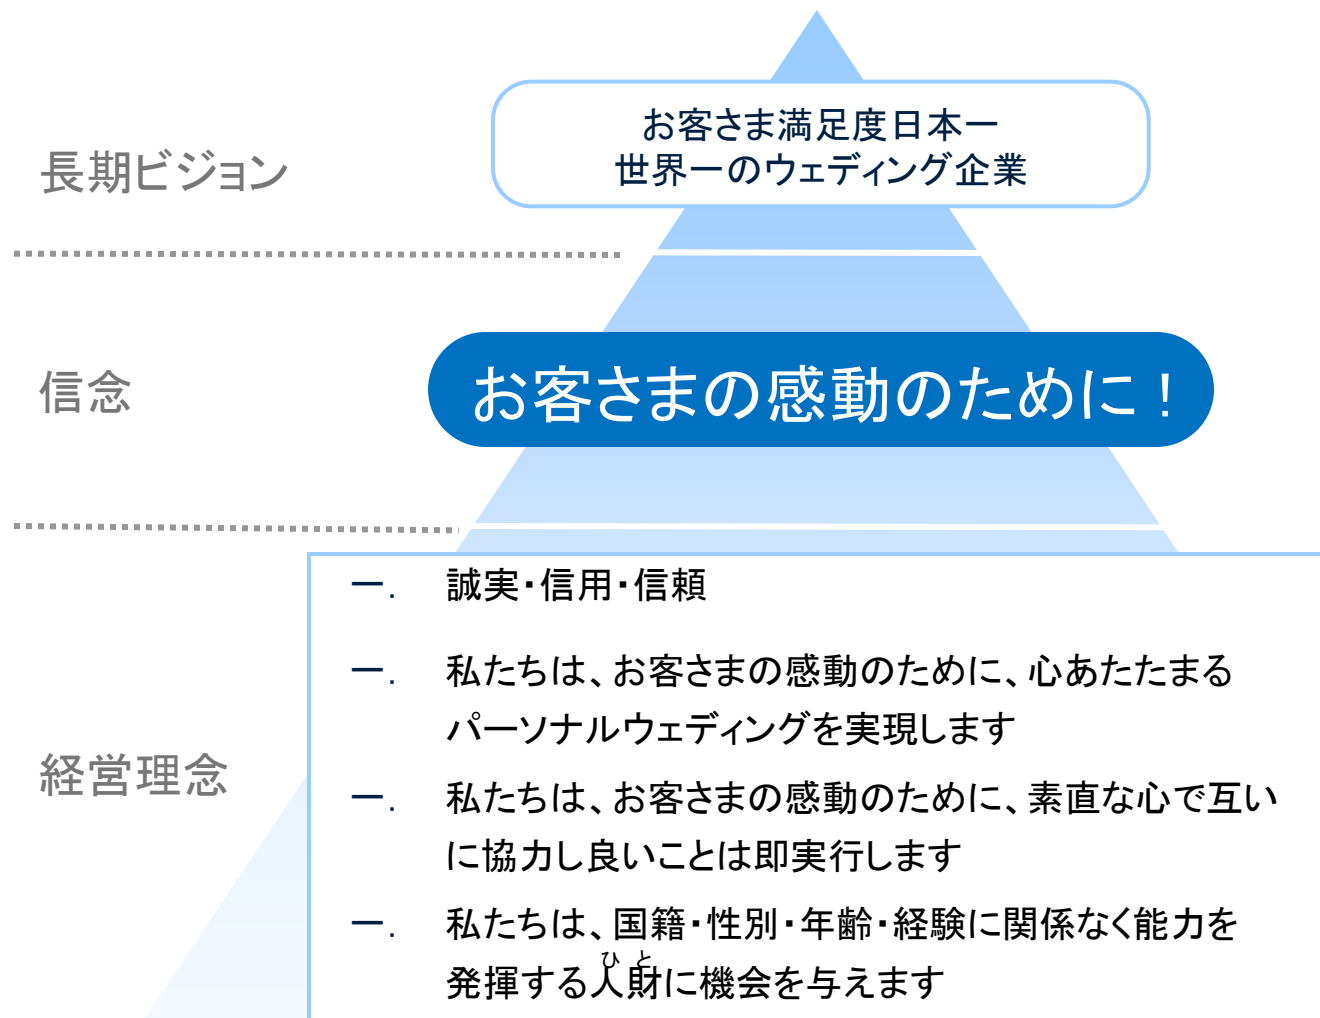 長期ビジョン
お客さま満足度日本一
世界一のウェディング企業
信念
お客さまの感動のために！
経営理念
一. 誠実・信用・信頼
一. 私たちは、お客さまの感動のために、心あたたまる
パーソナルウェディングを実現します
一. 私たちは、お客さまの感動のために、素直な心で互い
に協力し良いことは即実行します
一. 私たちは、国籍・性別・年齢・経験に関係なく能力を
ひと
発揮する人財に機会を与えます